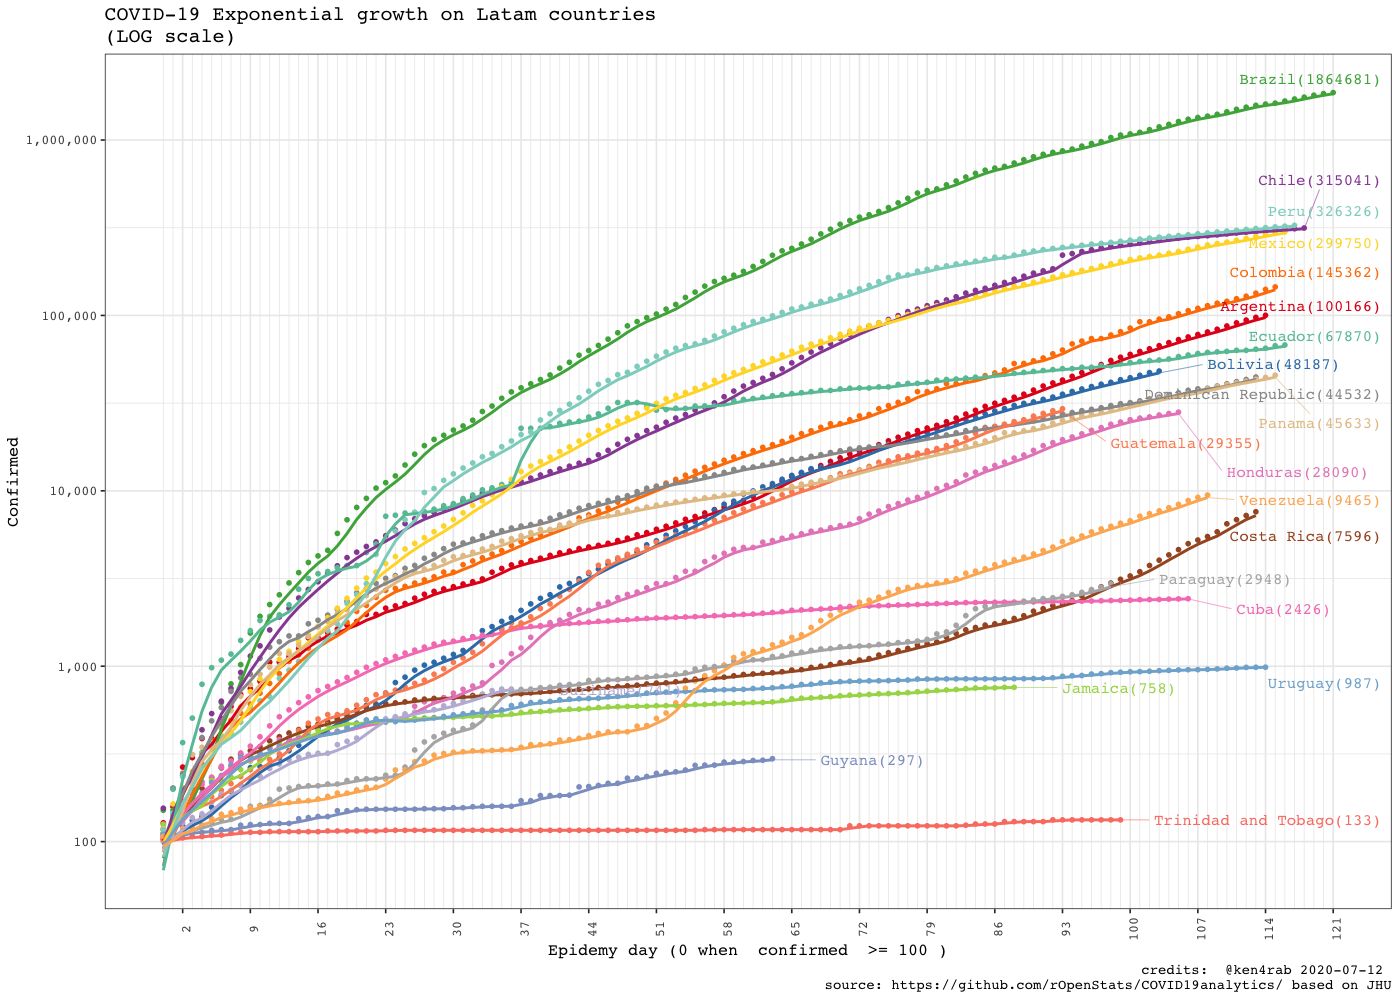 COVID-19 Exponential growth on Latam countries
(LOG scale)
Confirmed
1,000,000
100,000
10,000
1,000
100
Brazil(1864681)
Chile(315041)
Peru(326326)
Mexico(299750)
Colombia(145362)
Argentina(100166)
Ecuador(67870)
Bolivia(48187)
Dominican Republic(44532)
Panama(45633)
Guatemala(29355)
Honduras(28090)
Venezuela(9465)
Costa Rica(7596)
Paraguay(2948)
Cuba(2426)
Uruguay(987)
Jamaica(758)
Guyana(297)
Trinidad and Tobago(133)
2 9 16 23 30 37 44 51 58 65 72 79 86 93 100 107 114 121
Epidemy day (0 when  confirmed  >= 100 )
credits:  @ken4rab 2020-07-12
source: https://github.com/rOpenStats/COVID19analytics/ based on JHU